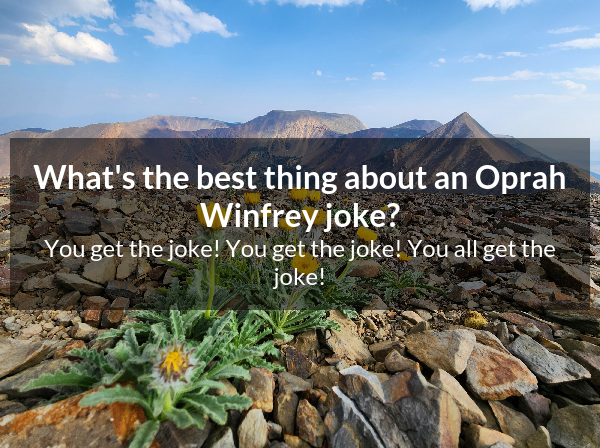 What's the best thing about an Oprah
Winfrey joke?
You get the joke! You get the joke! You all get the
joke!